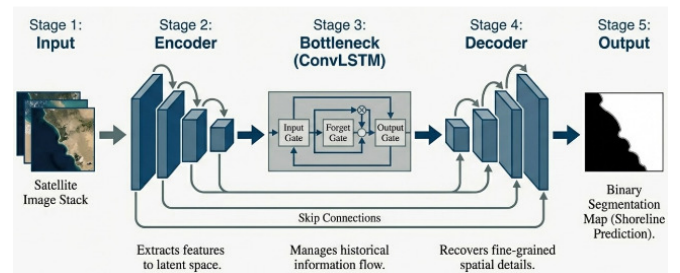 Stage 1:
Input
Stage 2:
Encoder
Stage 3:
Bottleneck
(ConvLSTM)
Stage 4:
Decoder
Stage 5:
Output
Input
Gate
Forget
Gate
Output
Gate
Satellite
Image Stack
Skip Connections
Binary
Segmentation
Map (Shoreline
Prediction).
Extracts features
to latent space.
Manages historical
information flow.
Recovers fine-grained
spatial details.